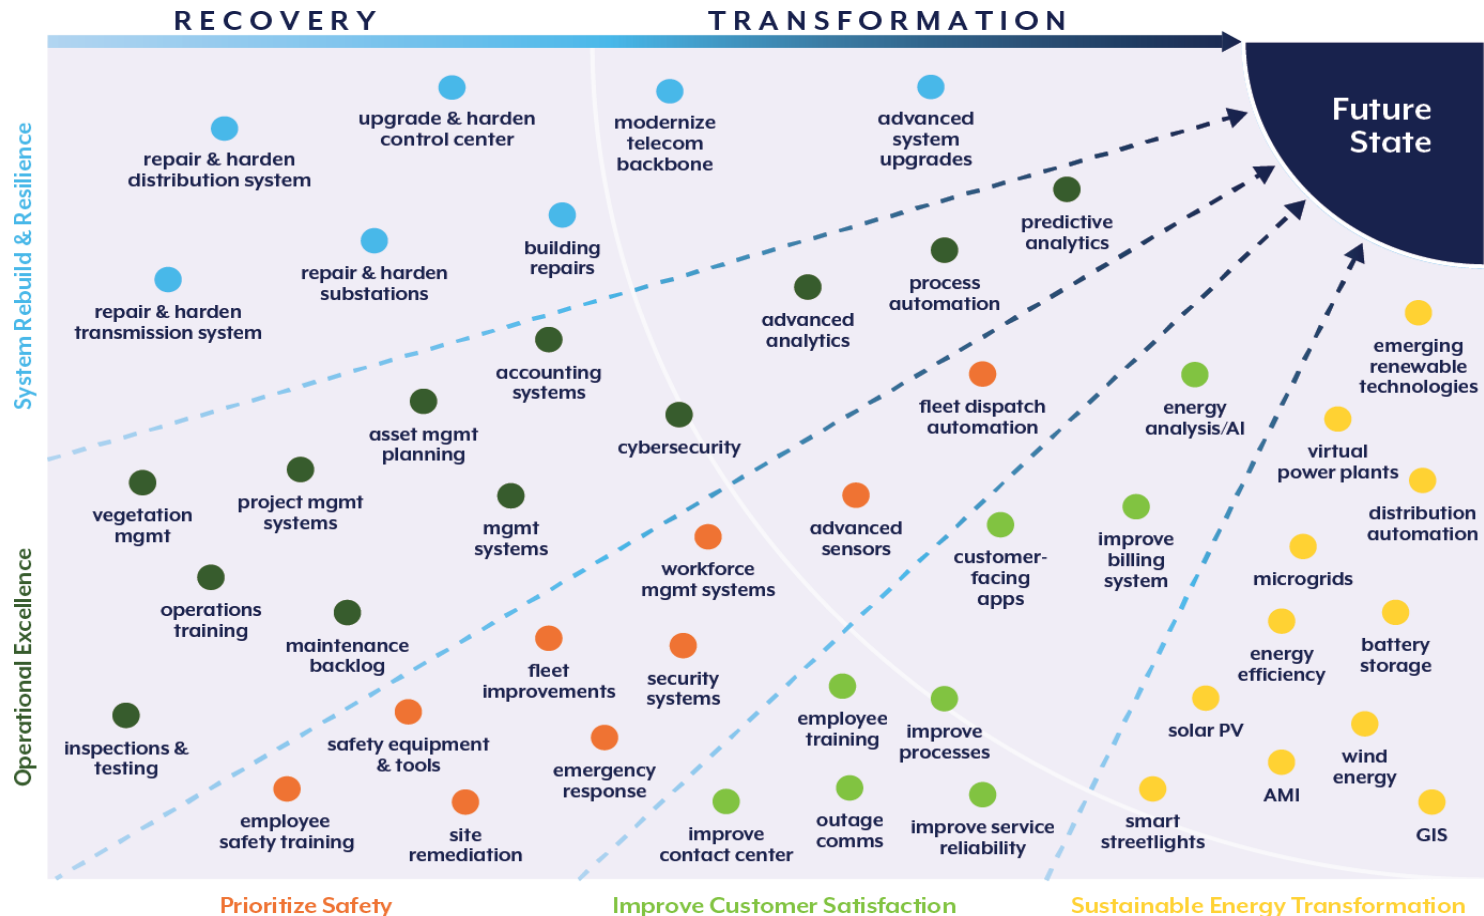 RECOVERY
TRANSFORMATION
Future
State
System Rebuild & Resilience
upgrade & harden
control center
repair & harden
distribution system
modernize
telecom
backbone
advanced
system
upgrades
building
repairs
repair & harden
substations
repair & harden
transmission system
Operational Excellence
predictive
analytics
process
automation
advanced
analytics
accounting
systems
asset mgmt
planning
cybersecurity
vegetation
mgmt
project mgmt
systems
mgmt
systems
operations
training
maintenance
backlog
inspections &
testing
fleet dispatch
automation
advanced
sensors
workforce
mgmt systems
fleet
improvements
security
systems
safety equipment
& tools
emergency
response
employee
safety training
site
remediation
Prioritize Safety
energy
analysis/AI
customer-
facing
apps
improve
billing
system
employee
training
improve
processes
improve
contact center
outage
comms
improve service
reliability
Improve Customer Satisfaction
emerging
renewable
technologies
virtual
power plants
distribution
automation
microgrids
energy
efficiency
battery
storage
solar PV
wind
energy
AMI
smart
streetlights
GIS
Sustainable Energy Transformation